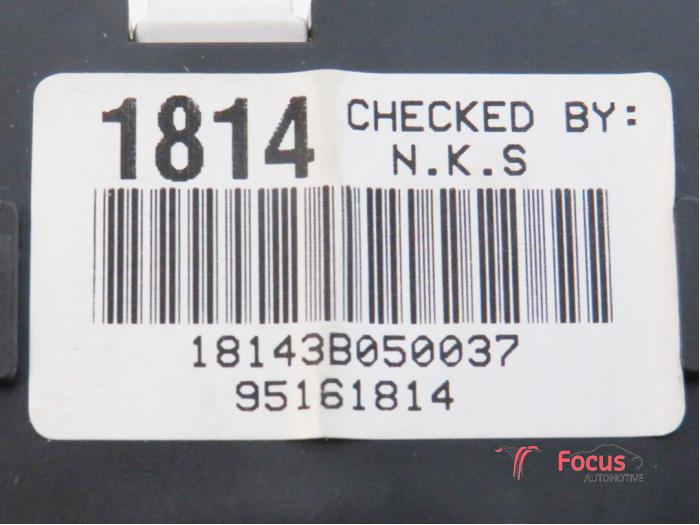 1814 CHECKED BY:
N.K.S
18143B050037
95161814
Focus
AUTOMOTIVE